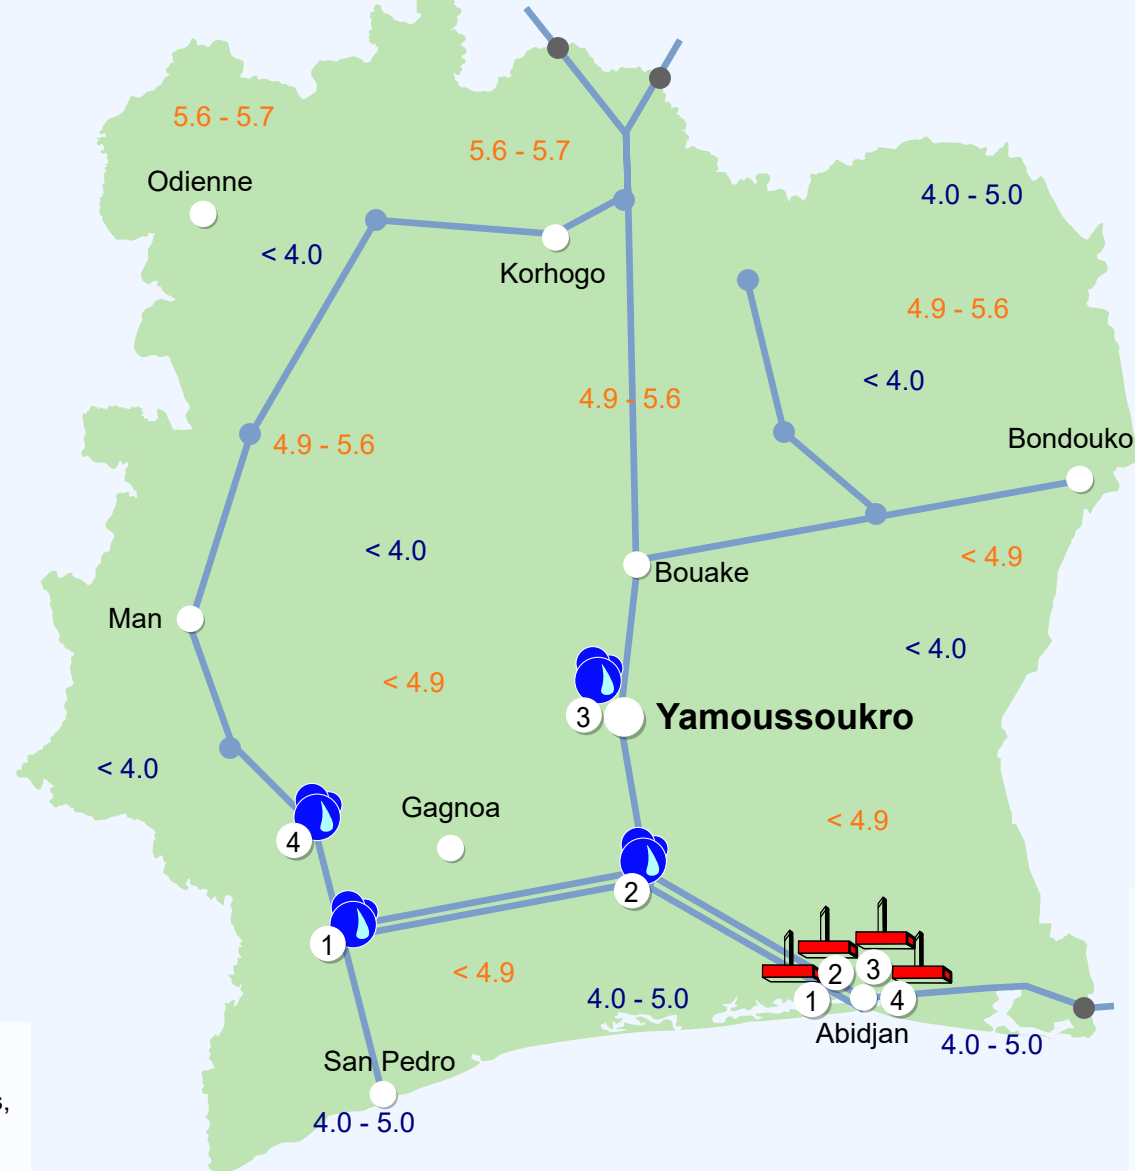 5.6 - 5.7
5.6 - 5.7
Odienne
4.0 - 5.0
< 4.0
Korhogo
4.9 - 5.6
< 4.0
4.9 - 5.6
4.9 - 5.6
Bondouko
< 4.0
< 4.9
Bouake
Man
< 4.0
< 4.9
3
Yamoussoukro
< 4.0
Gagnoa
< 4.9
4
2
1
< 4.9
4.0 - 5.0
1
2
3
4
Abidjan
4.0 - 5.0
San Pedro
s,
4.0 - 5.0